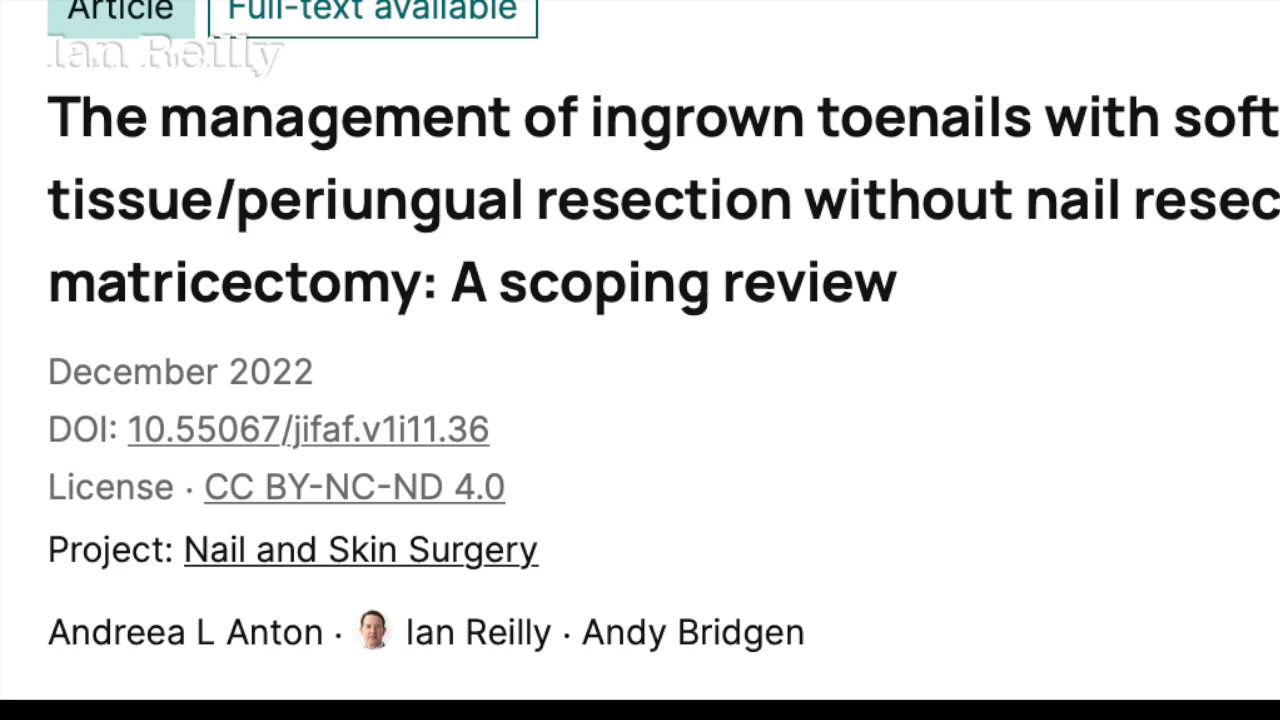 Article Full-text available
Ian Reilly
The management of ingrown toenails with soft
tissue/periungual resection without nail resec
matricectomy: A scoping review
December 2022
DOI: 10.55067/jifaf.v1i11.36
License · CC BY-NC-ND 4.0
Project: Nail and Skin Surgery
Andreea L Anton · Ian Reilly · Andy Bridgen